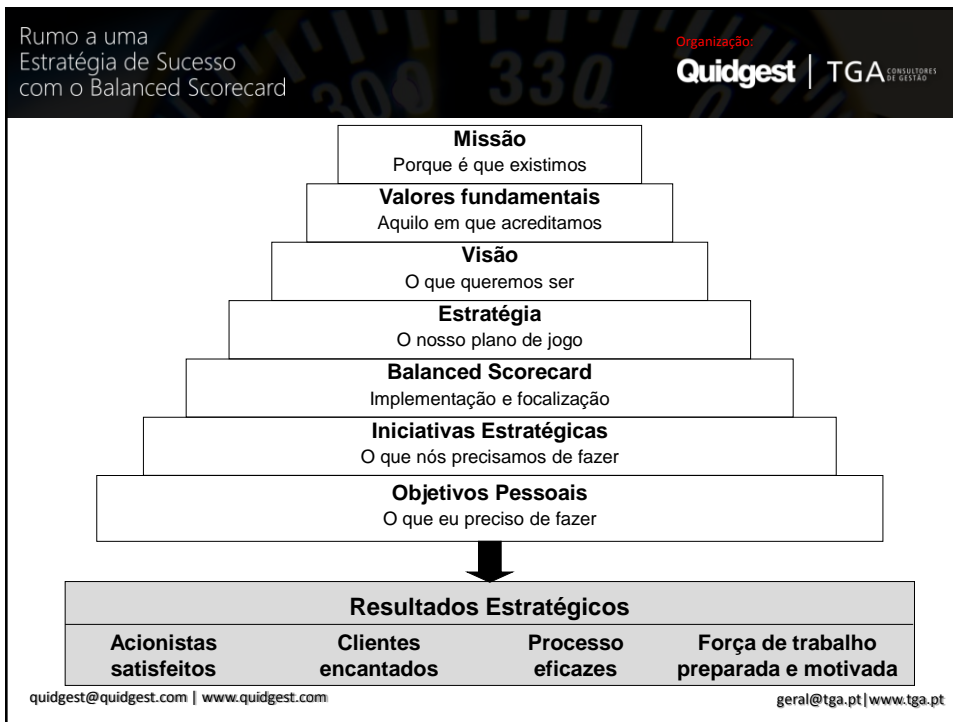 Rumo a uma
Estratégia de Sucesso
com o Balanced Scorecard
Organização:
Quidgest | TGA CONSULTORES DE GESTÃO
330
300
Missão
Porque é que existimos
Valores fundamentais
Aquilo em que acreditamos
Visão
O que queremos ser
Estratégia
O nosso plano de jogo
Balanced Scorecard
Implementação e focalização
Iniciativas Estratégicas
O que nós precisamos de fazer
Objetivos Pessoais
O que eu preciso de fazer
Resultados Estratégicos
Acionistas
satisfeitos
Clientes
encantados
Processo
eficazes
Força de trabalho
preparada e motivada
quidgest@quidgest.com | www.quidgest.com
geral@tga.pt|www.tga.pt